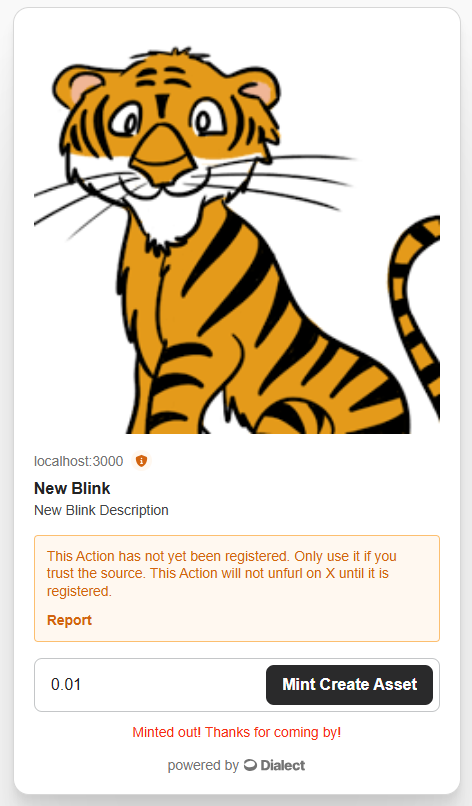 localhost:3000
New Blink
New Blink Description
This Action has not yet been registered. Only use it if you
trust the source. This Action will not unfurl on X until it is
registered.
Report
0.01 Mint Create Asset
Minted out! Thanks for coming by!
powered by Dialect